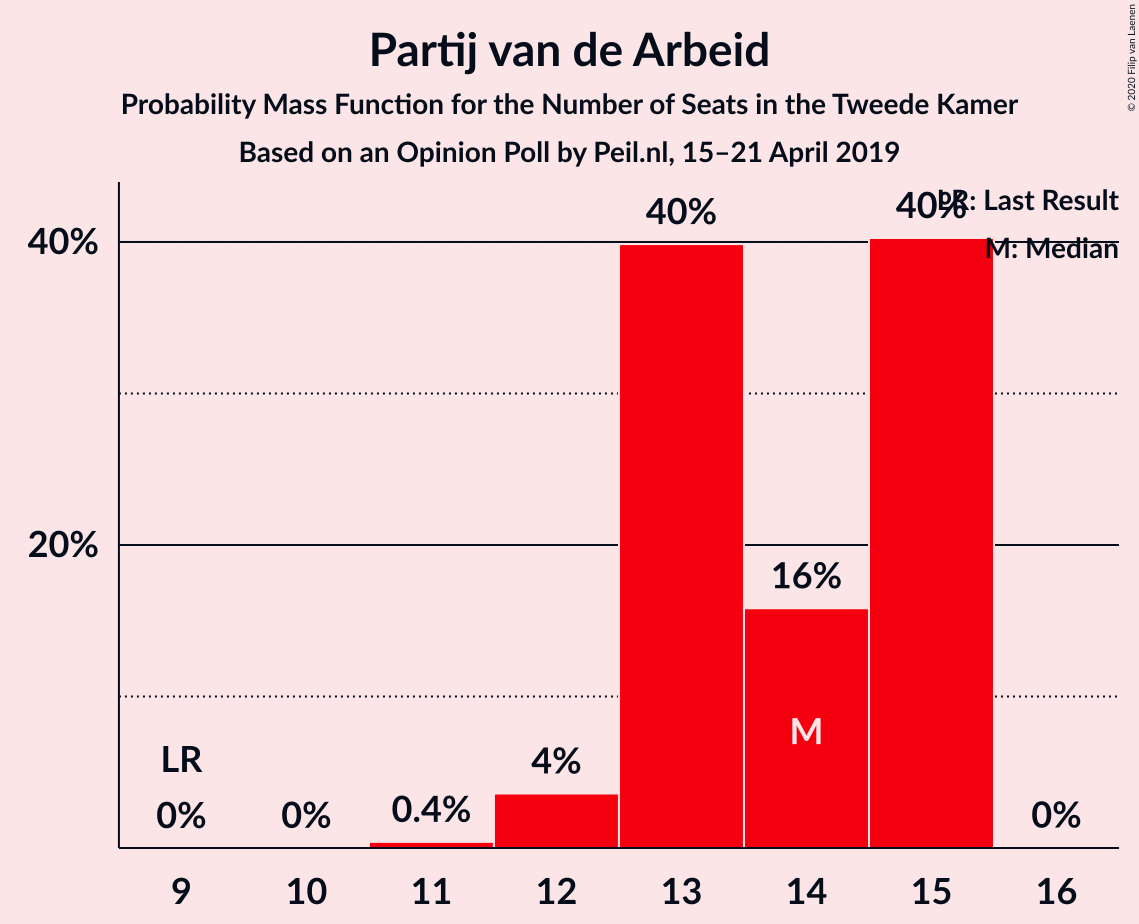 Partij van de Arbeid
Probability Mass Function for the Number of Seats in the Tweede Kamer
Based on an Opinion Poll by Peil.nl, 15–21 April 2019
© 2020 Filip van Laenen
LR: Last Result
M: Median
40%
20%
LR
0%
0%
0.4%
4%
40%
16%
M
40%
0%
9
10
11
12
13
14
15
16